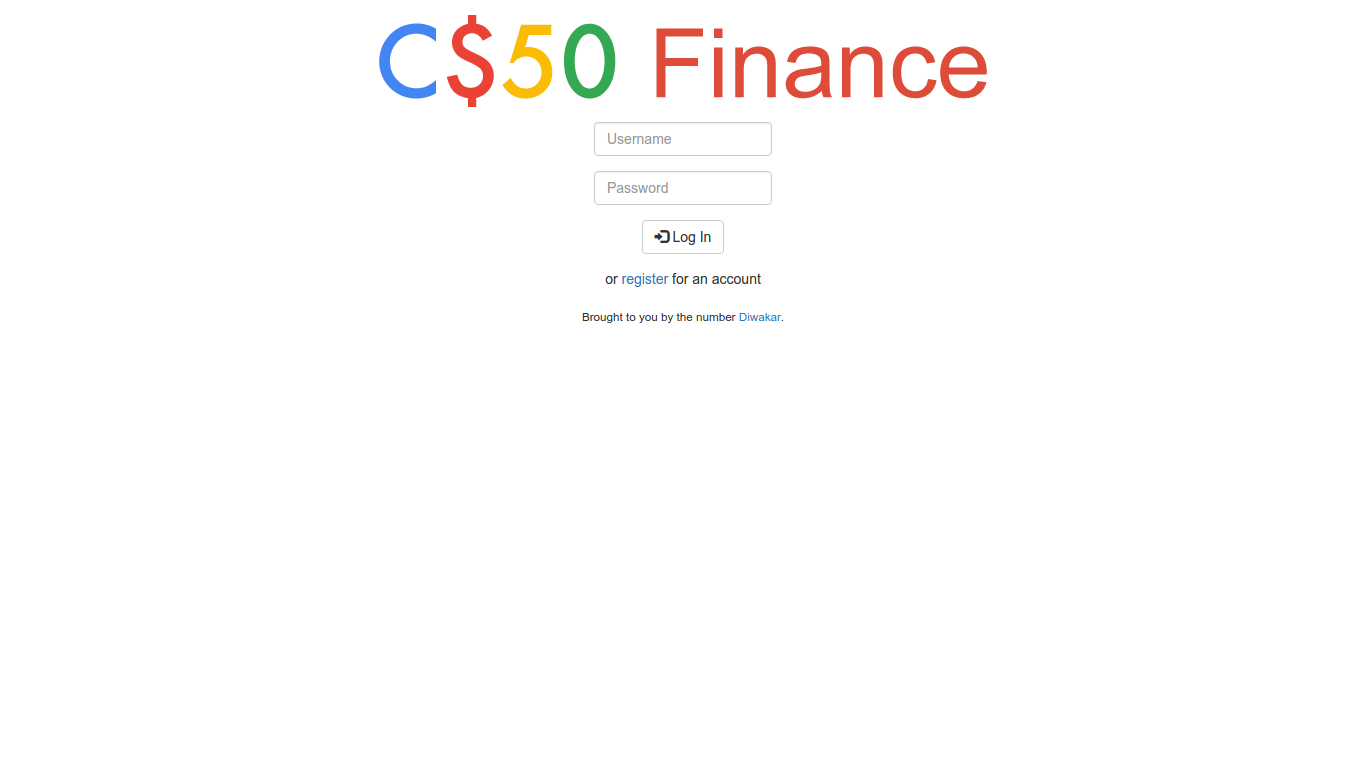 C$50 Finance
Username
Password
Log In
or register for an account
Brought to you by the number Diwakar.